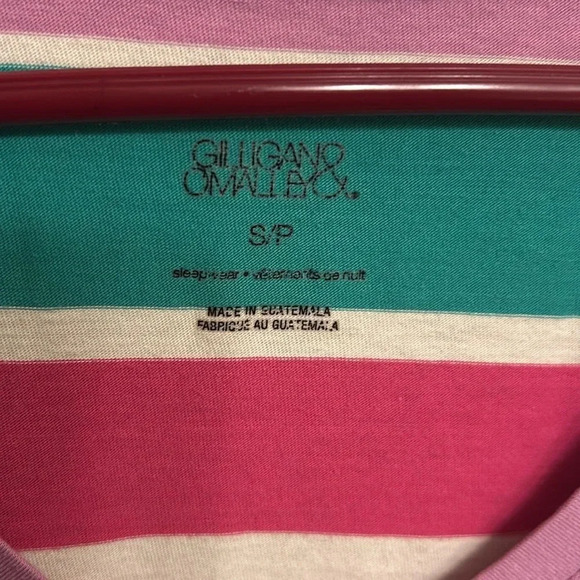 GILLIGAN &
O'MALLEY
S/P
sleepwear • vêtements de nuit
MADE IN GUATEMALA
FABRIQUÉ AU GUATEMALA